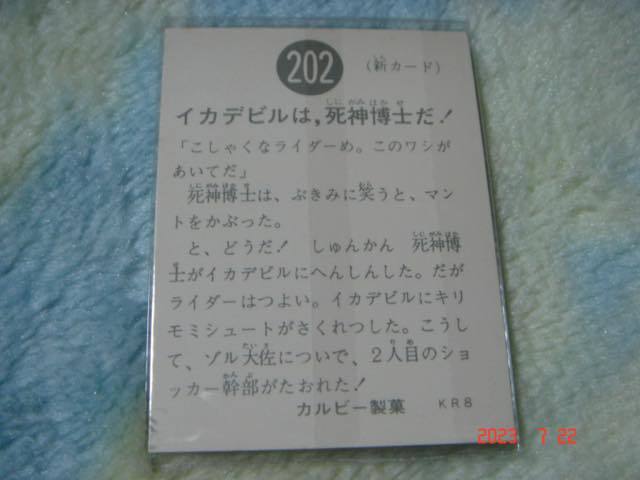 202
(新カード)
イカデビルは,死神博士だ!
「こしゃくなライダーめ。このワシが
あいてだ」
死神博士は、ぶきみに笑うと、マン
トをかぶった。
と、どうだ! しゅんかん 死神博
士がイカデビルにへんしんした。だが
ライダーはつよい。イカデビルにキリ
モミシュートがさくれつした。こうし
て、ゾル大佐についで、2人目のショ
ッカー幹部がたおれた!
カルビー製菓 KR8
2023 7 22